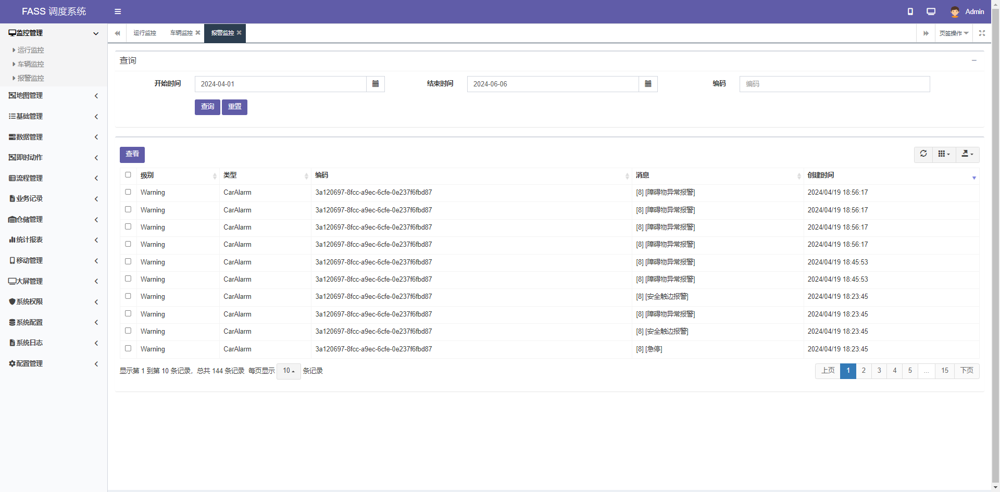 FASS 调度系统
Admin
监控管理
运行监控
车辆监控
报警监控
地图管理
基础管理
数据管理
即时动作
流程管理
业务记录
仓储管理
统计报表
移动管理
大屏管理
系统权限
系统配置
系统日志
配置管理
运行监控 车辆监控 报警监控 页签操作
查询
开始时间 2024-04-01 结束时间 2024-06-06 编码 编码
查询 重置
查看
级别 类型 编码 消息 创建时间
Warning CarAlarm 3a120697-8fcc-a9ec-6cfe-0e237f6fbd87 [8] [障碍物异常报警] 2024/04/19 18:56:17
Warning CarAlarm 3a120697-8fcc-a9ec-6cfe-0e237f6fbd87 [8] [障碍物异常报警] 2024/04/19 18:56:17
Warning CarAlarm 3a120697-8fcc-a9ec-6cfe-0e237f6fbd87 [8] [障碍物异常报警] 2024/04/19 18:56:17
Warning CarAlarm 3a120697-8fcc-a9ec-6cfe-0e237f6fbd87 [8] [障碍物异常报警] 2024/04/19 18:56:17
Warning CarAlarm 3a120697-8fcc-a9ec-6cfe-0e237f6fbd87 [8] [障碍物异常报警] 2024/04/19 18:45:53
Warning CarAlarm 3a120697-8fcc-a9ec-6cfe-0e237f6fbd87 [8] [障碍物异常报警] 2024/04/19 18:45:53
Warning CarAlarm 3a120697-8fcc-a9ec-6cfe-0e237f6fbd87 [8] [安全触边报警] 2024/04/19 18:23:45
Warning CarAlarm 3a120697-8fcc-a9ec-6cfe-0e237f6fbd87 [8] [障碍物异常报警] 2024/04/19 18:23:45
Warning CarAlarm 3a120697-8fcc-a9ec-6cfe-0e237f6fbd87 [8] [安全触边报警] 2024/04/19 18:23:45
Warning CarAlarm 3a120697-8fcc-a9ec-6cfe-0e237f6fbd87 [8] [急停] 2024/04/19 18:23:45
显示第 1 到第 10 条记录，总共 144 条记录 每页显示 10 条记录
上页 1 2 3 4 5 ... 15 下页